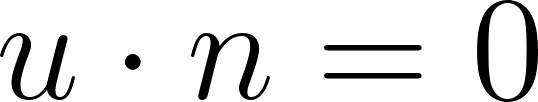 u · n = 0